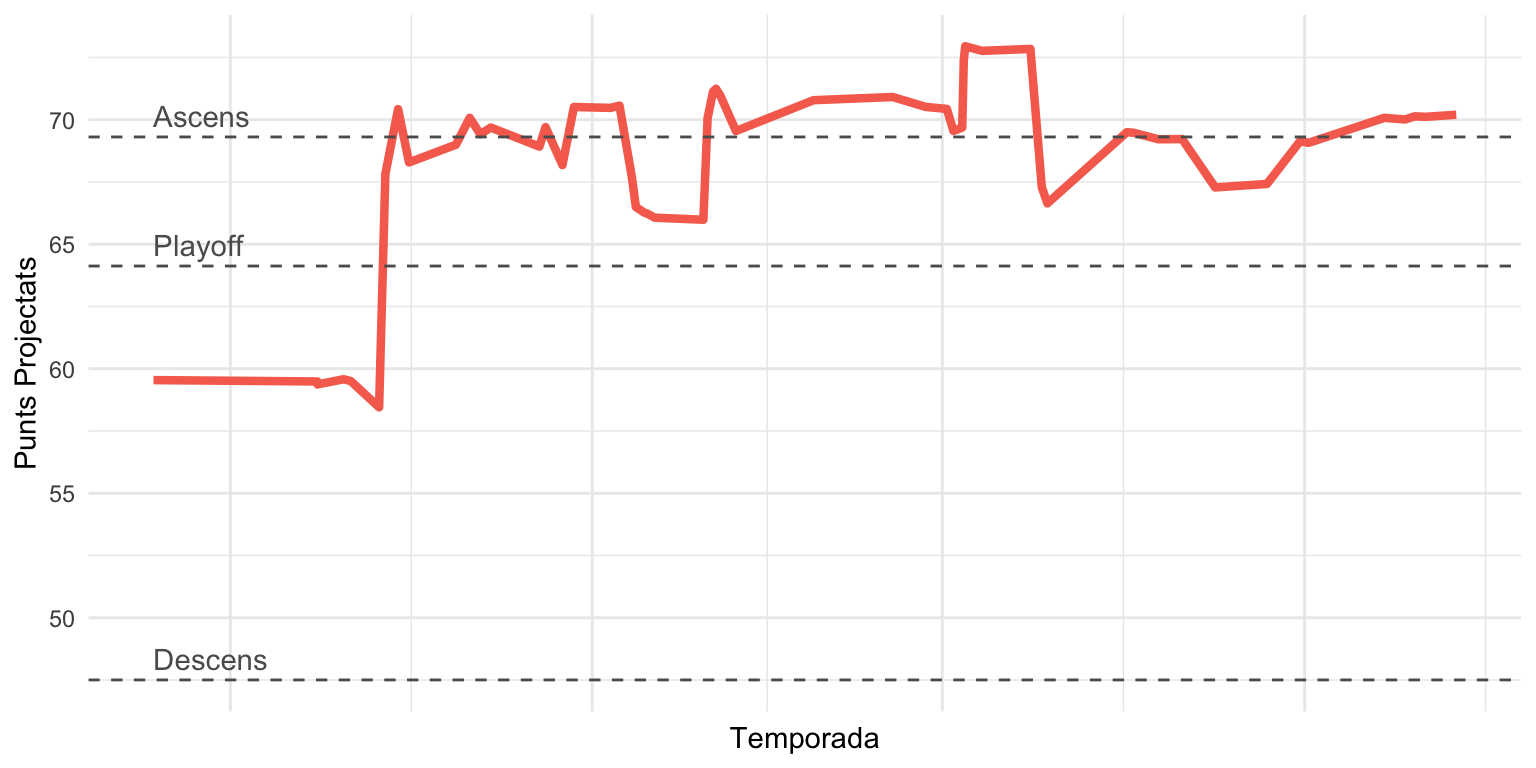 Punts Projectats
70
65
60
55
50
Ascens
Playoff
Descens
Temporada